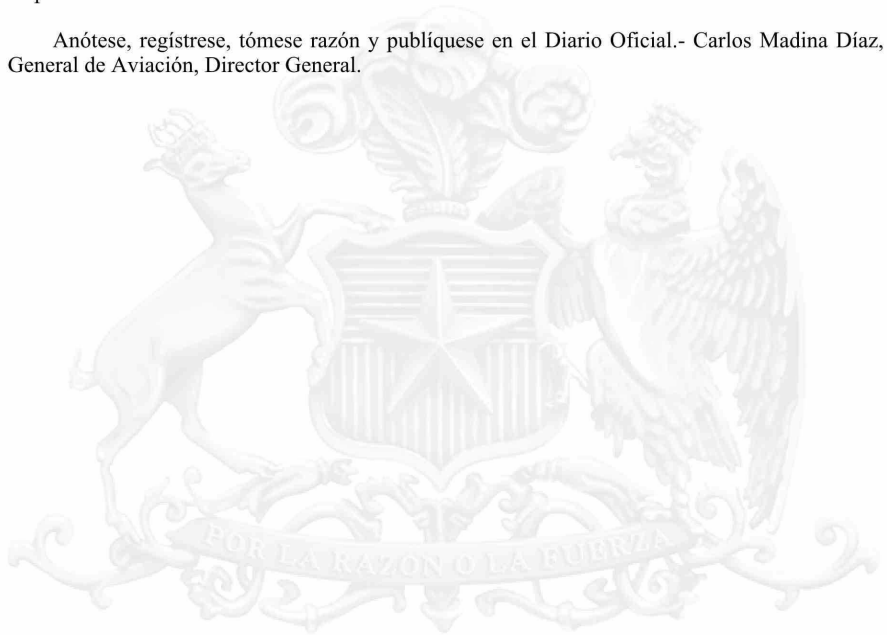 Anótese, regístrese, tómese razón y publíquese en el Diario Oficial.- Carlos Madina Díaz,
General de Aviación, Director General.
POR LA RAZON O LA FUERZA